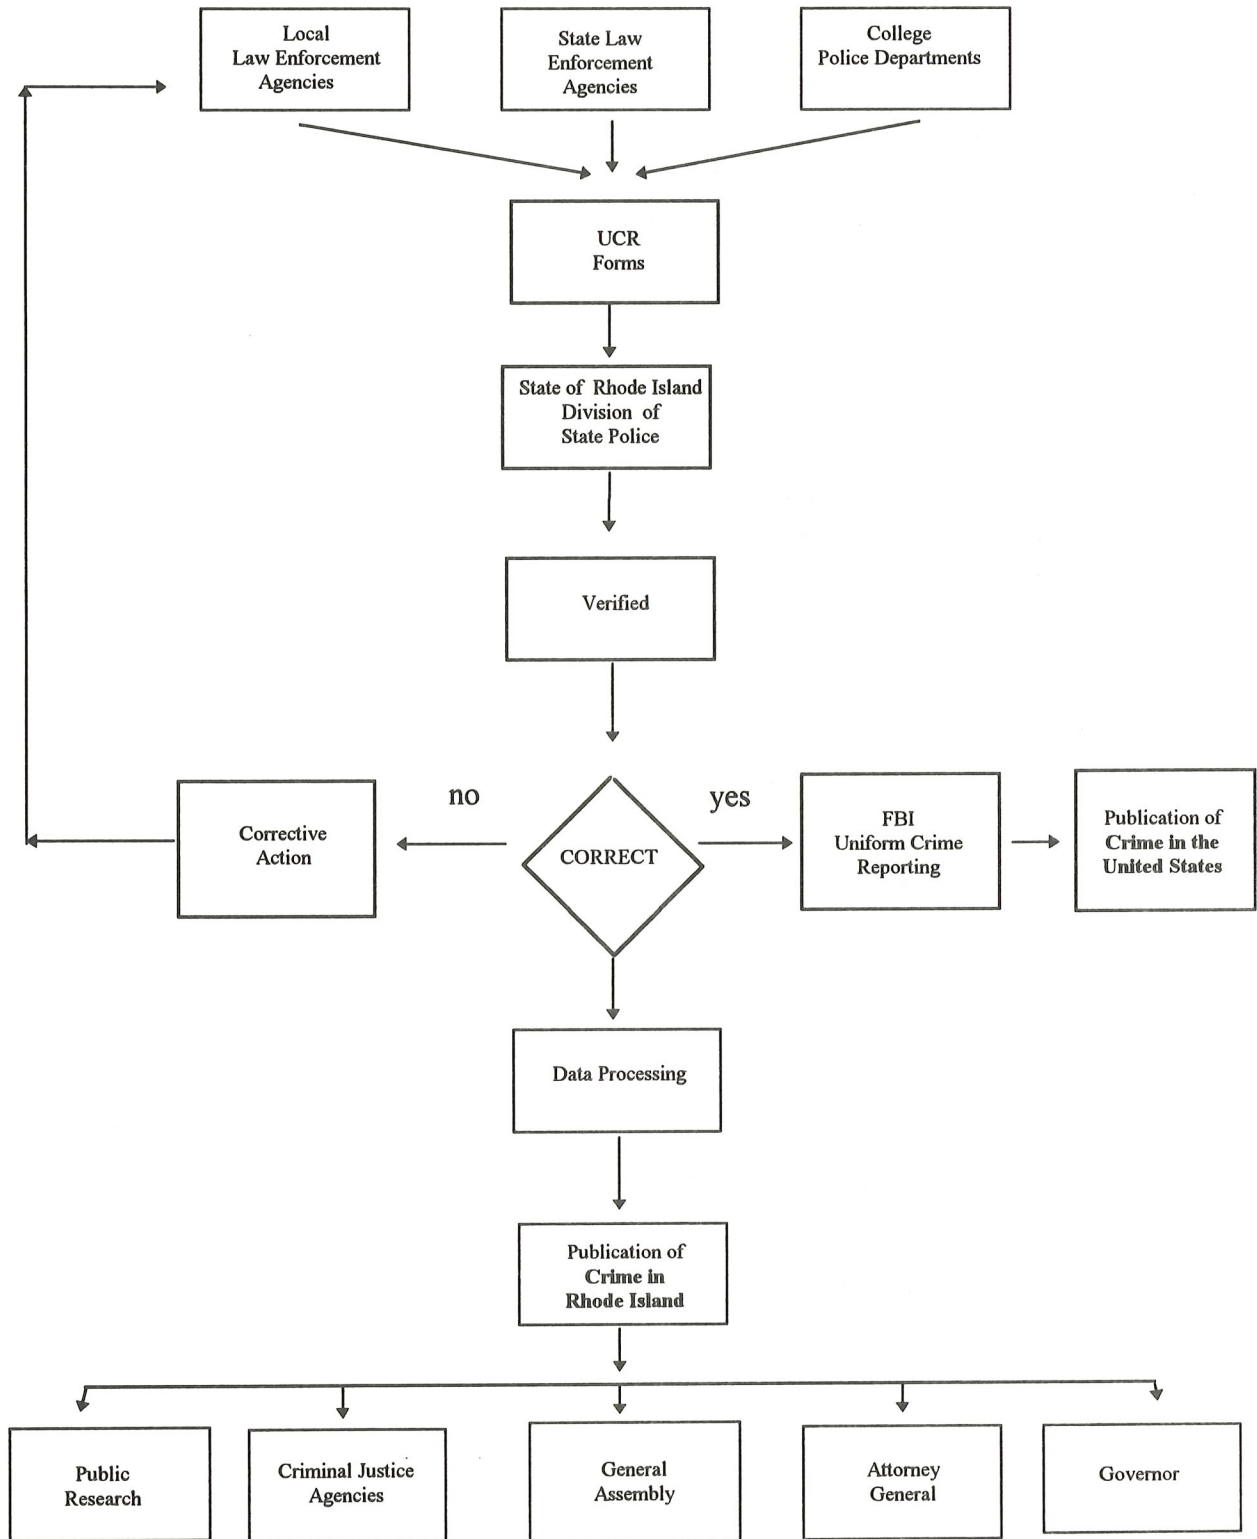 Local
Law Enforcement
Agencies
State Law
Enforcement
Agencies
College
Police Departments
UCR
Forms
State of Rhode Island
Division of
State Police
Verified
no
yes
Corrective
Action
CORRECT
FBI
Uniform Crime
Reporting
Publication of
Crime in the
United States
Data Processing
Publication of
Crime in
Rhode Island
Public
Research
Criminal Justice
Agencies
General
Assembly
Attorney
General
Governor